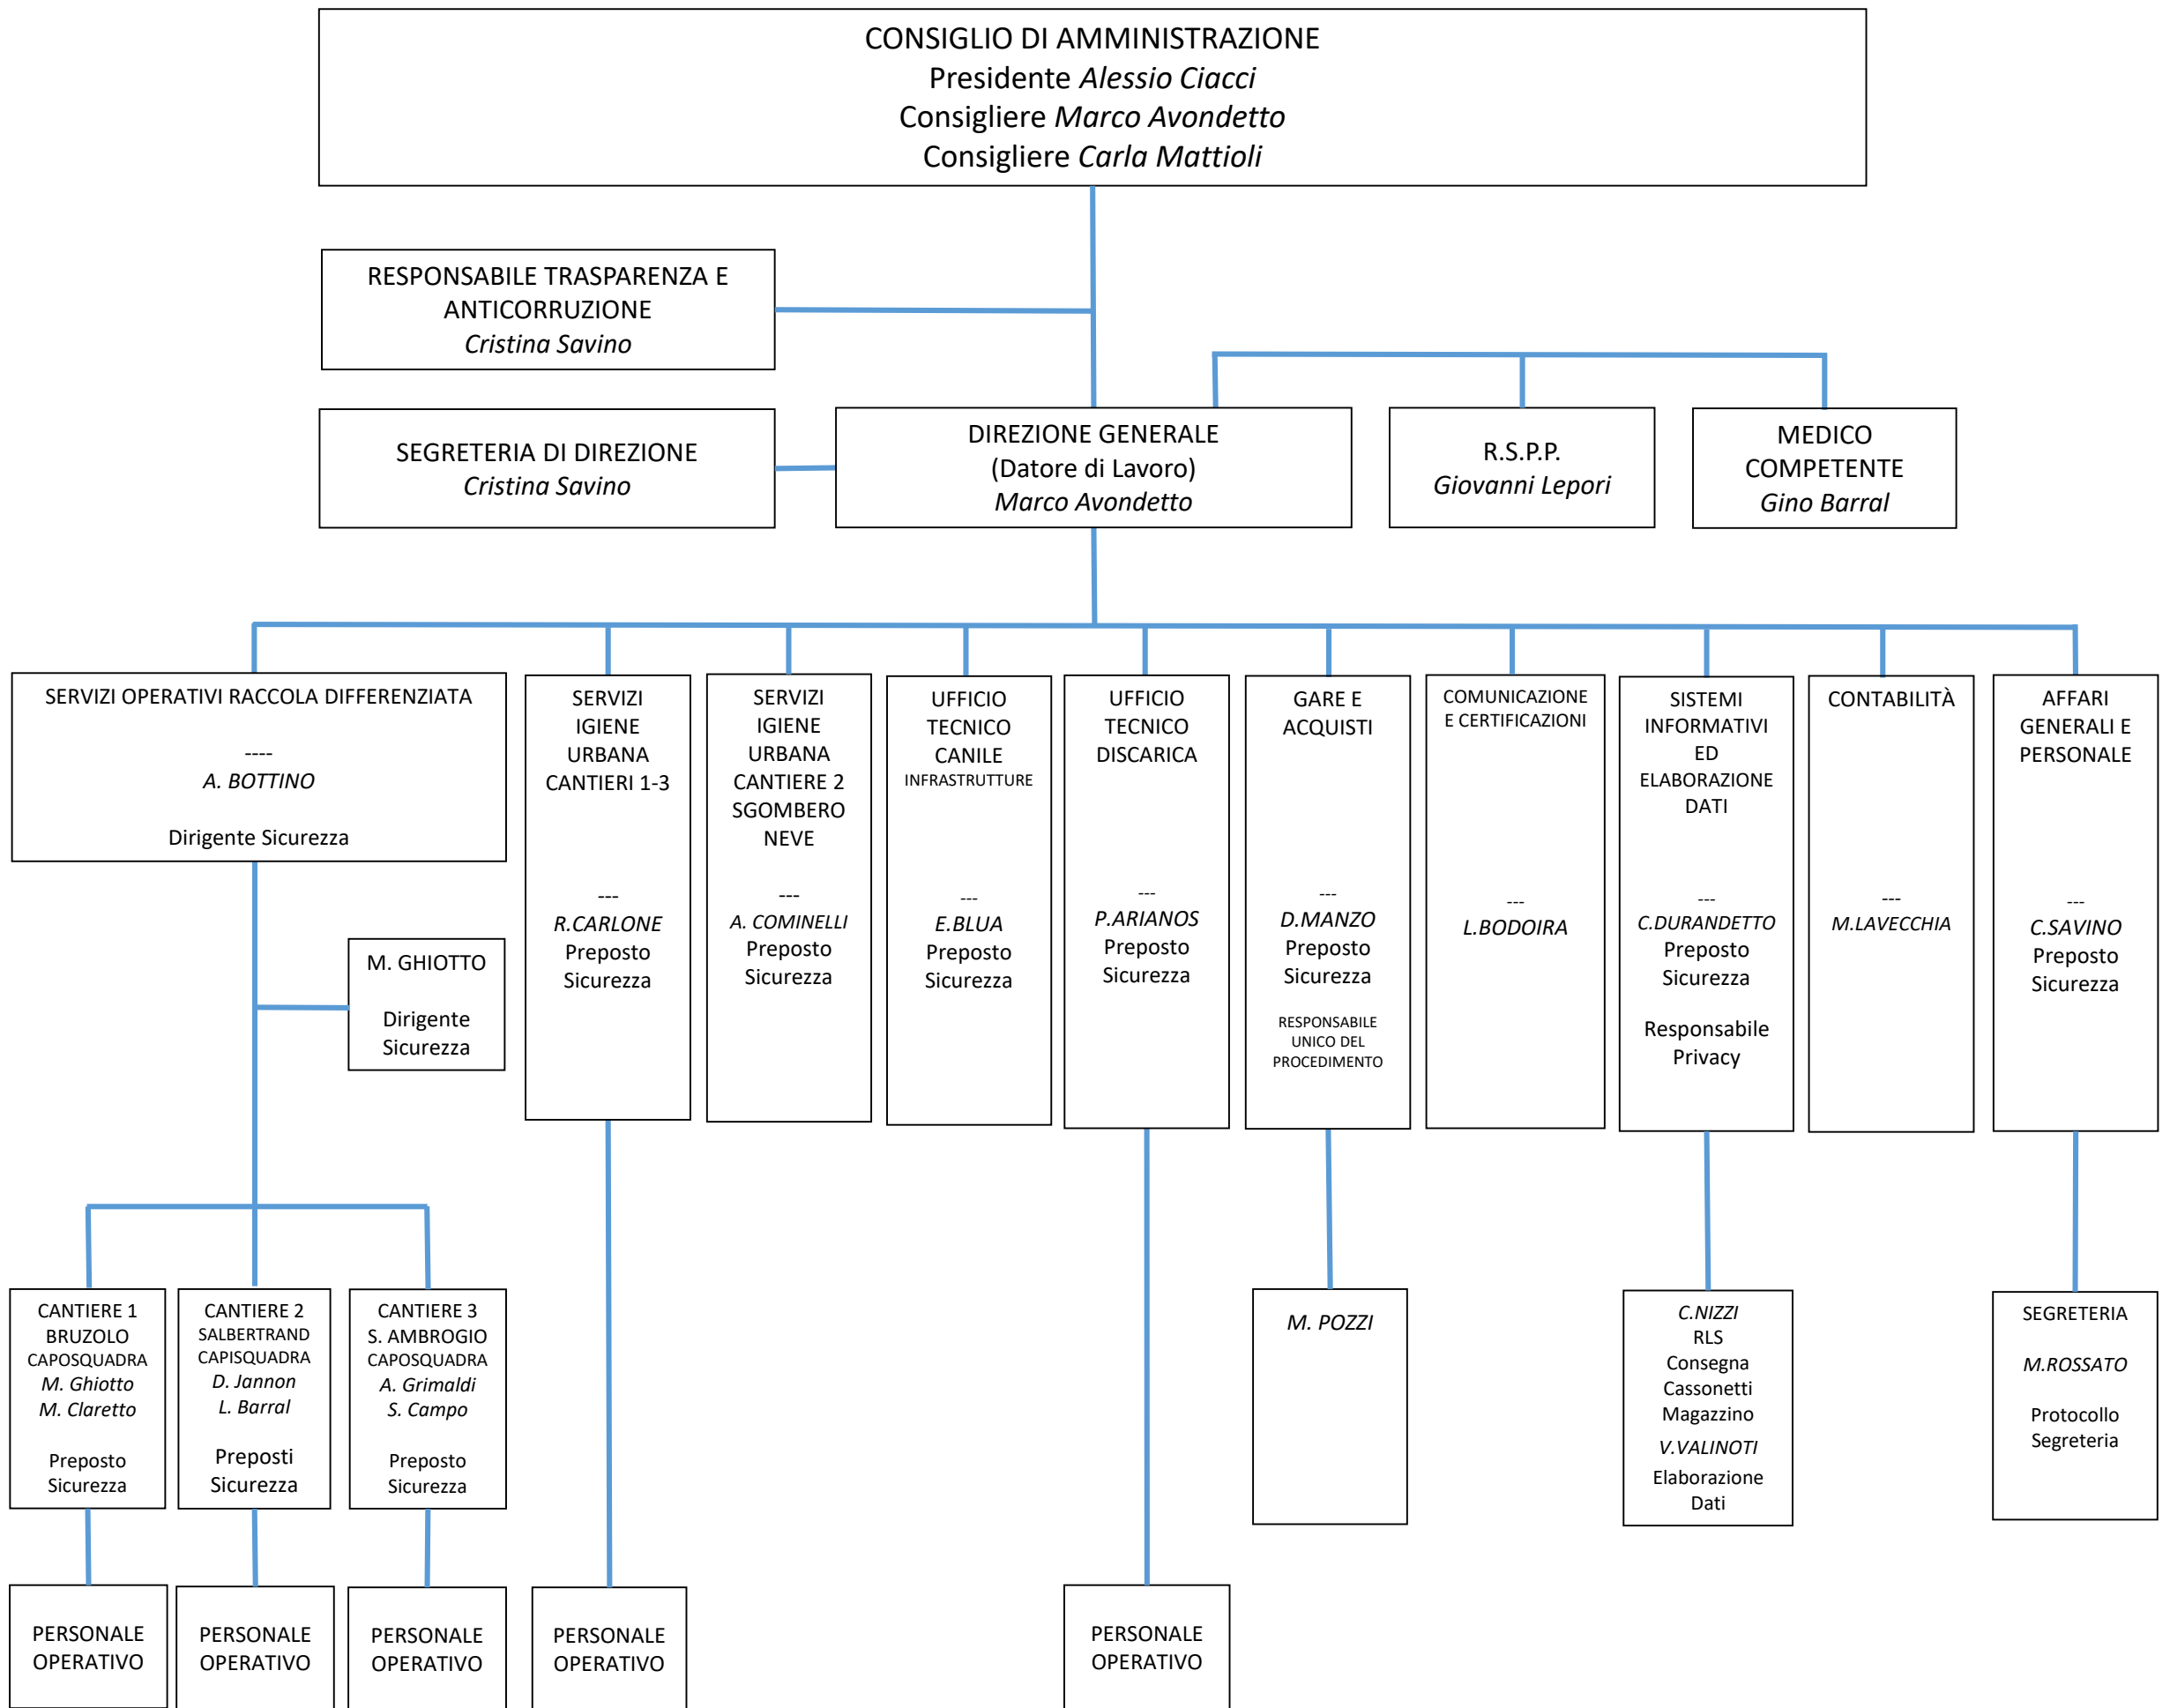 CONSIGLIO DI AMMINISTRAZIONE
Presidente Alessio Ciacci
Consigliere Marco Avondetto
Consigliere Carla Mattioli
RESPONSABILE TRASPARENZA E
ANTICORRUZIONE
Cristina Savino
SEGRETERIA DI DIREZIONE
Cristina Savino
DIREZIONE GENERALE
(Datore di Lavoro)
Marco Avondetto
R.S.P.P.
Giovanni Lepori
MEDICO
COMPETENTE
Gino Barral
SERVIZI OPERATIVI RACCOLA DIFFERENZIATA
----
A. BOTTINO
Dirigente Sicurezza
M. GHIOTTO
Dirigente
Sicurezza
SERVIZI
IGIENE
URBANA
CANTIERI 1-3
---
R.CARLONE
Preposto
Sicurezza
SERVIZI
IGIENE
URBANA
CANTIERE 2
SGOMBERO
NEVE
---
A. COMINELLI
Preposto
Sicurezza
UFFICIO
TECNICO
CANILE
INFRASTRUTTURE
---
E.BLUA
Preposto
Sicurezza
UFFICIO
TECNICO
DISCARICA
---
P.ARIANOS
Preposto
Sicurezza
GARE E
ACQUISTI
---
D.MANZO
Preposto
Sicurezza
RESPONSABILE
UNICO DEL
PROCEDIMENTO
COMUNICAZIONE
E CERTIFICAZIONI
---
L.BODOIRA
SISTEMI
INFORMATIVI
ED
ELABORAZIONE
DATI
---
C.DURANDETTO
Preposto
Sicurezza
Responsabile
Privacy
CONTABILITÀ
---
M.LAVECCHIA
AFFARI
GENERALI E
PERSONALE
---
C.SAVINO
Preposto
Sicurezza
CANTIERE 1
BRUZOLO
CAPOSQUADRA
M. Ghiotto
M. Claretto
Preposto
Sicurezza
CANTIERE 2
SALBERTRAND
CAPISQUADRA
D. Jannon
L. Barral
Preposti
Sicurezza
CANTIERE 3
S. AMBROGIO
CAPOSQUADRA
A. Grimaldi
S. Campo
Preposto
Sicurezza
M. POZZI
C.NIZZI
RLS
Consegna
Cassonetti
Magazzino
V.VALINOTI
Elaborazione
Dati
SEGRETERIA
M.ROSSATO
Protocollo
Segreteria
PERSONALE
OPERATIVO
PERSONALE
OPERATIVO
PERSONALE
OPERATIVO
PERSONALE
OPERATIVO
PERSONALE
OPERATIVO